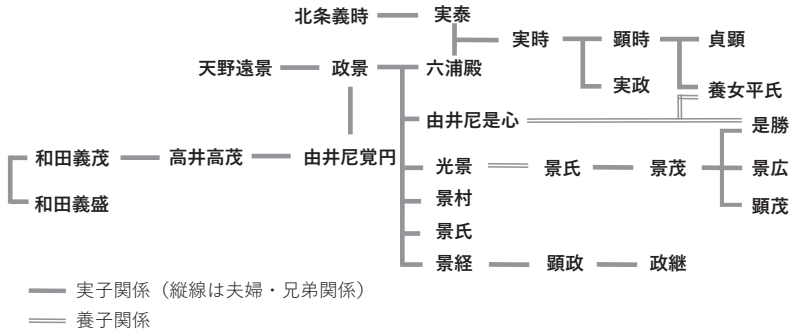 北条義時
実泰
実時
顕時
貞顕
天野遠景
政景
六浦殿
実政
養女平氏
由井尼是心
是勝
和田義茂
高井高茂
由井尼覚円
光景
景氏
景茂
景広
和田義盛
景村
顕茂
景氏
景経
顕政
政継
実子関係（縦線は夫婦・兄弟関係）
養子関係